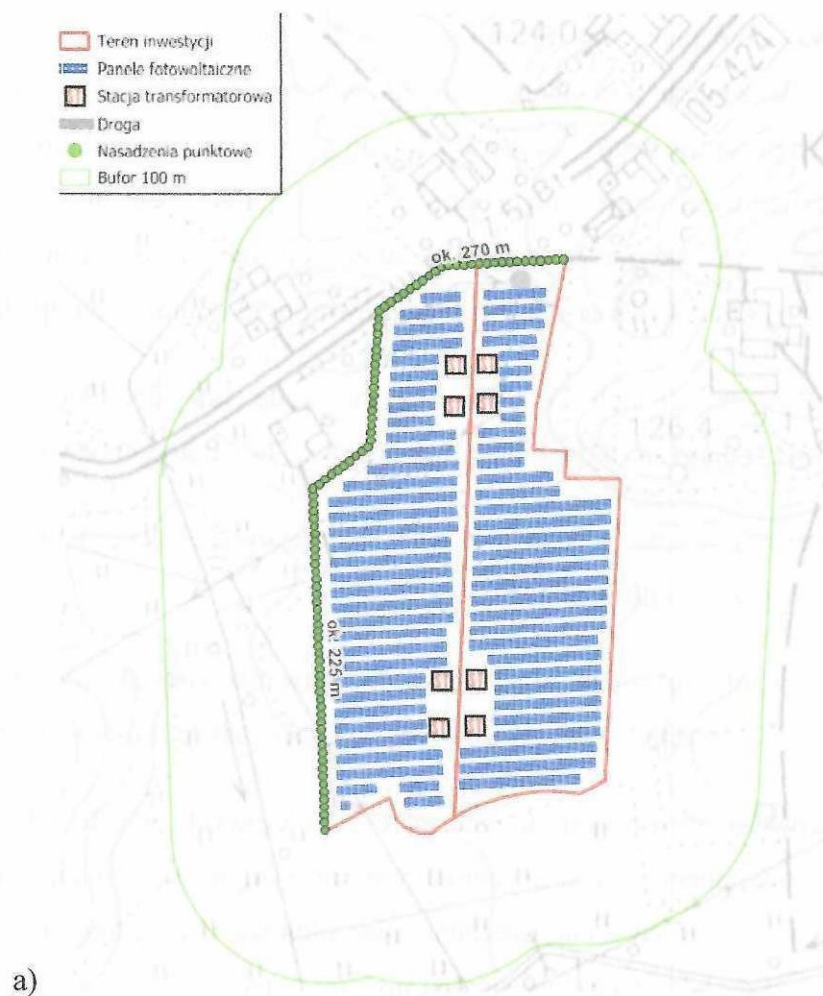 Teren inwestycji
Panele fotowoltaiczne
Stacja transformatorowa
Droga
Nasadzenia punktowe
Bufor 100 m
124.0
05-424
K
ok. 270 m
126.4
ok. 225 m
a)